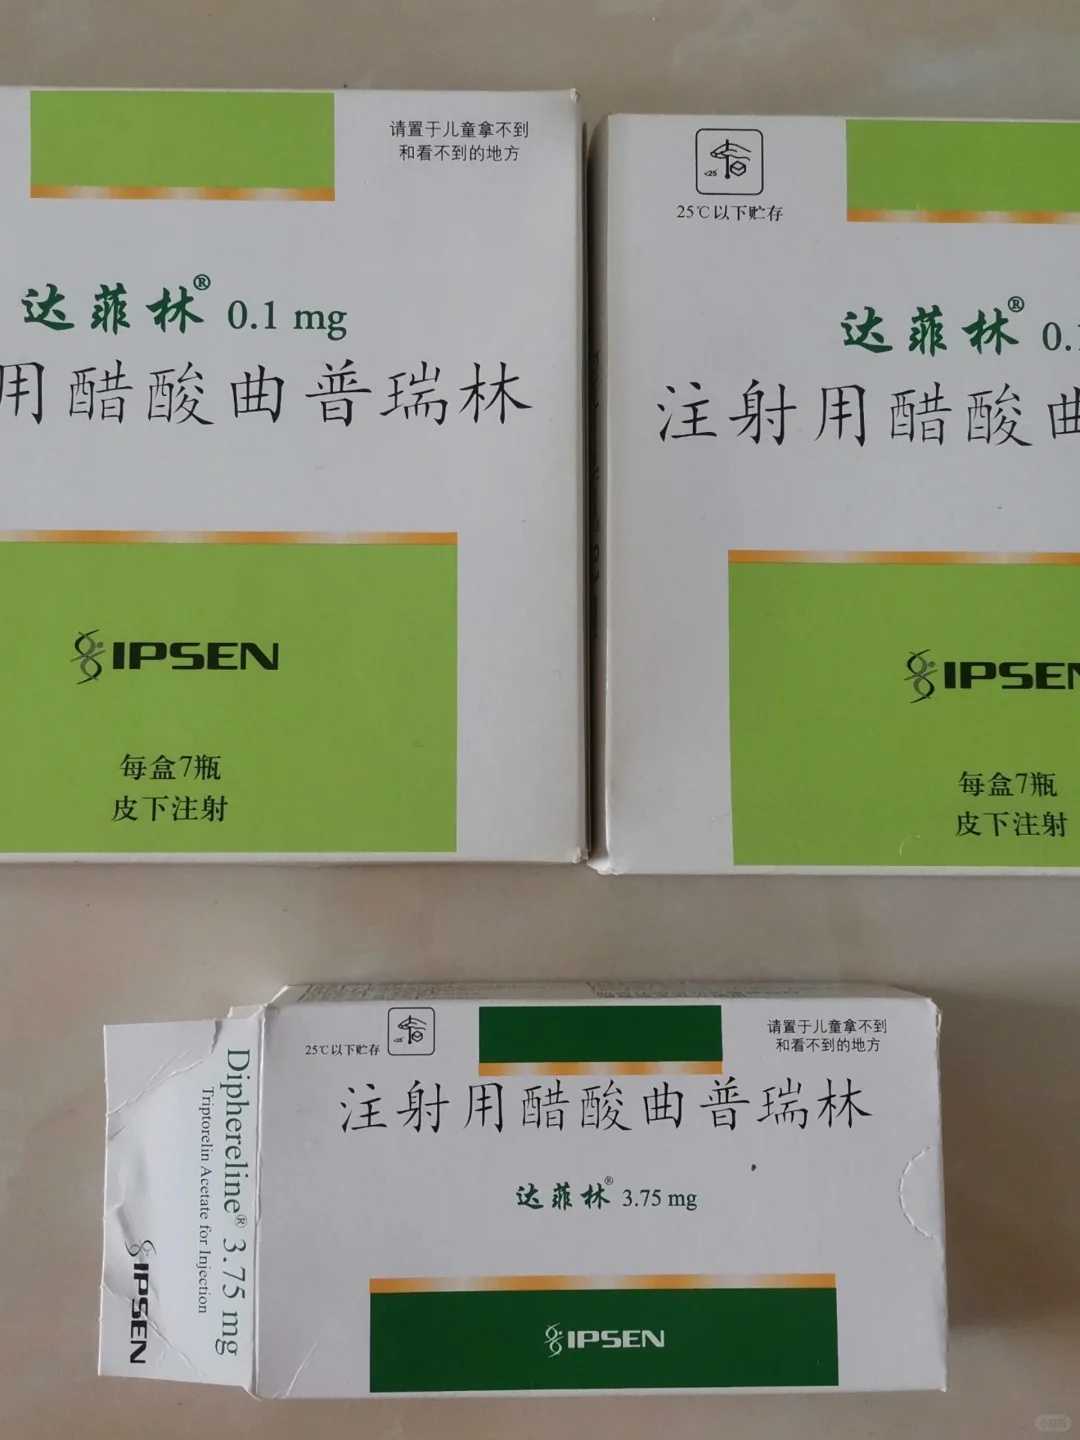 请置于儿童拿不到
和看不到的地方
达菲林® 0.1 mg
用醋酸曲普瑞林
IPSEN
每盒7瓶
皮下注射
<25
25℃以下贮存
达菲林® 0.1
注射用醋酸曲
IPSEN
每盒7瓶
皮下注射
Diphereline® 3.75 mg
Triptorelin Acetate for Injection
IPSEN
25℃以下贮存
请置于儿童拿不到
和看不到的地方
注射用醋酸曲普瑞林
达菲林® 3.75 mg
IPSEN